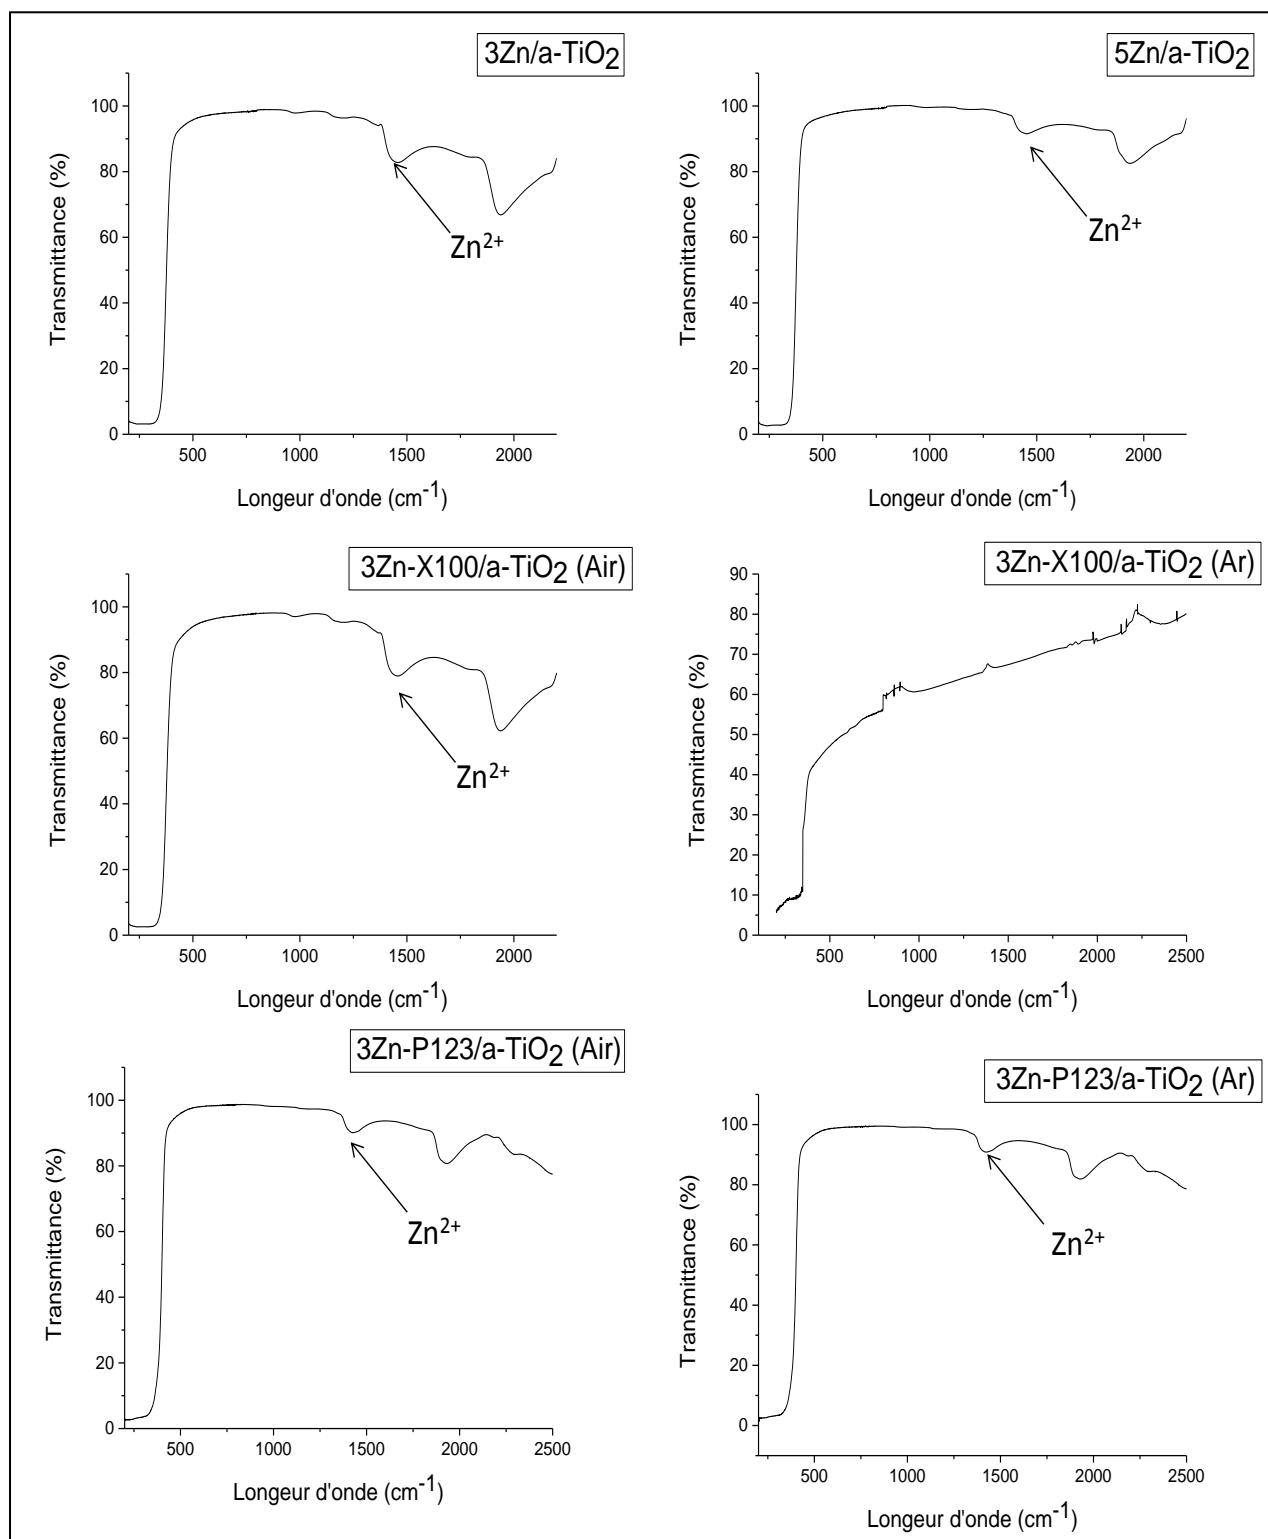 3Zn/a-TiO2
100
80
60
40
20
0
500 1000 1500 2000
Transmittance (%)
Longeur d'onde (cm-1)
Zn2+
5Zn/a-TiO2
100
80
60
40
20
0
500 1000 1500 2000
Transmittance (%)
Longeur d'onde (cm-1)
Zn2+
3Zn-X100/a-TiO2 (Air)
100
80
60
40
20
0
500 1000 1500 2000
Transmittance (%)
Longeur d'onde (cm-1)
Zn2+
3Zn-X100/a-TiO2 (Ar)
90
80
70
60
50
40
30
20
10
0
500 1000 1500 2000 2500
Transmittance (%)
Longeur d'onde (cm-1)
3Zn-P123/a-TiO2 (Air)
100
80
60
40
20
0
500 1000 1500 2000 2500
Transmittance (%)
Longeur d'onde (cm-1)
Zn2+
3Zn-P123/a-TiO2 (Ar)
100
80
60
40
20
0
500 1000 1500 2000 2500
Transmittance (%)
Longeur d'onde (cm-1)
Zn2+